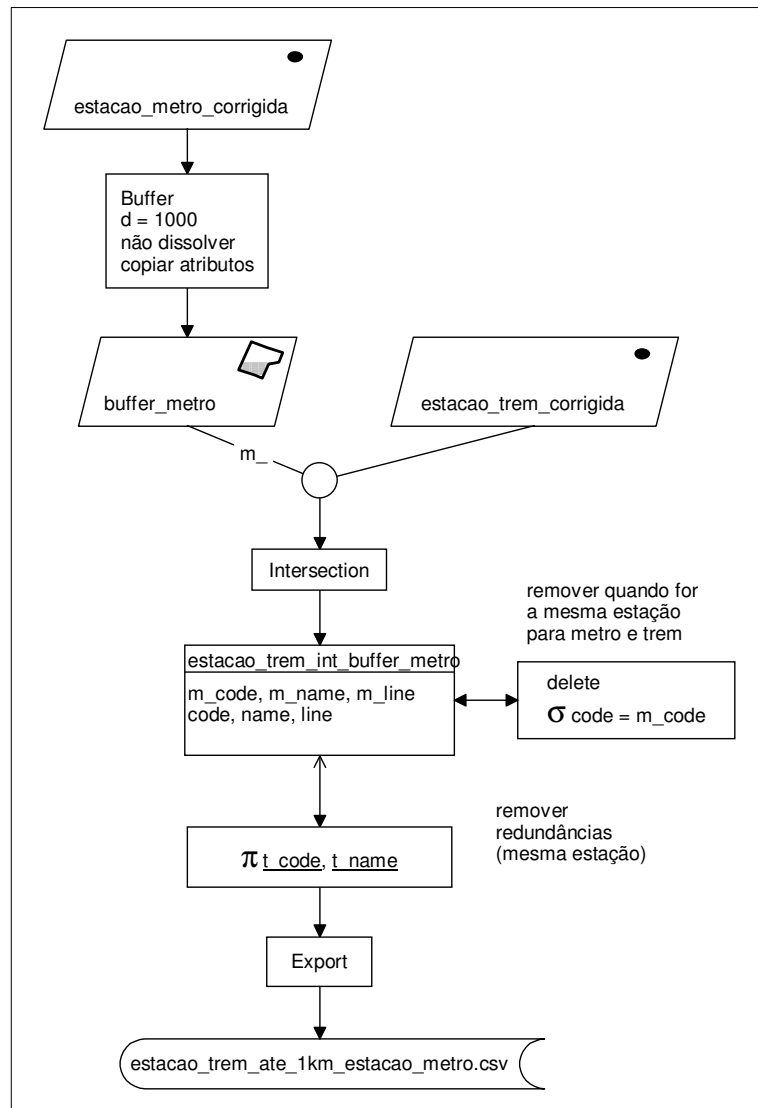 estacao_metro_corrigida
Buffer
d = 1000
não dissolver
copiar atributos
buffer_metro
estacao_trem_corrigida
m_
Intersection
remover quando for
a mesma estação
para metro e trem
estacao_trem_int_buffer_metro
m_code, m_name, m_line
code, name, line
delete
σ code = m_code
remover
redundâncias
(mesma estação)
π t_code, t_name
Export
estacao_trem_ate_1km_estacao_metro.csv